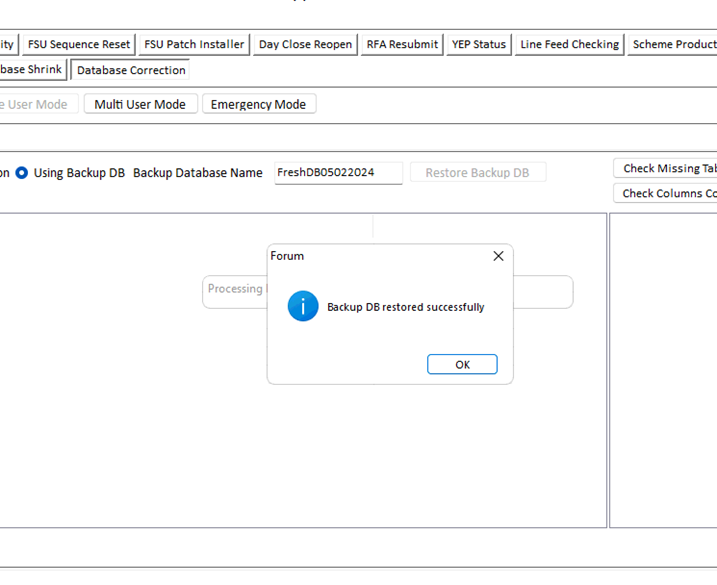 ity FSU Sequence Reset FSU Patch Installer Day Close Reopen RFA Resubmit YEP Status Line Feed Checking Scheme Product
base Shrink Database Correction
e User Mode Multi User Mode Emergency Mode
on Using Backup DB Backup Database Name FreshDB05022024 Restore Backup DB Check Missing Tab
Check Columns Co
Forum
Processing
Backup DB restored successfully
OK